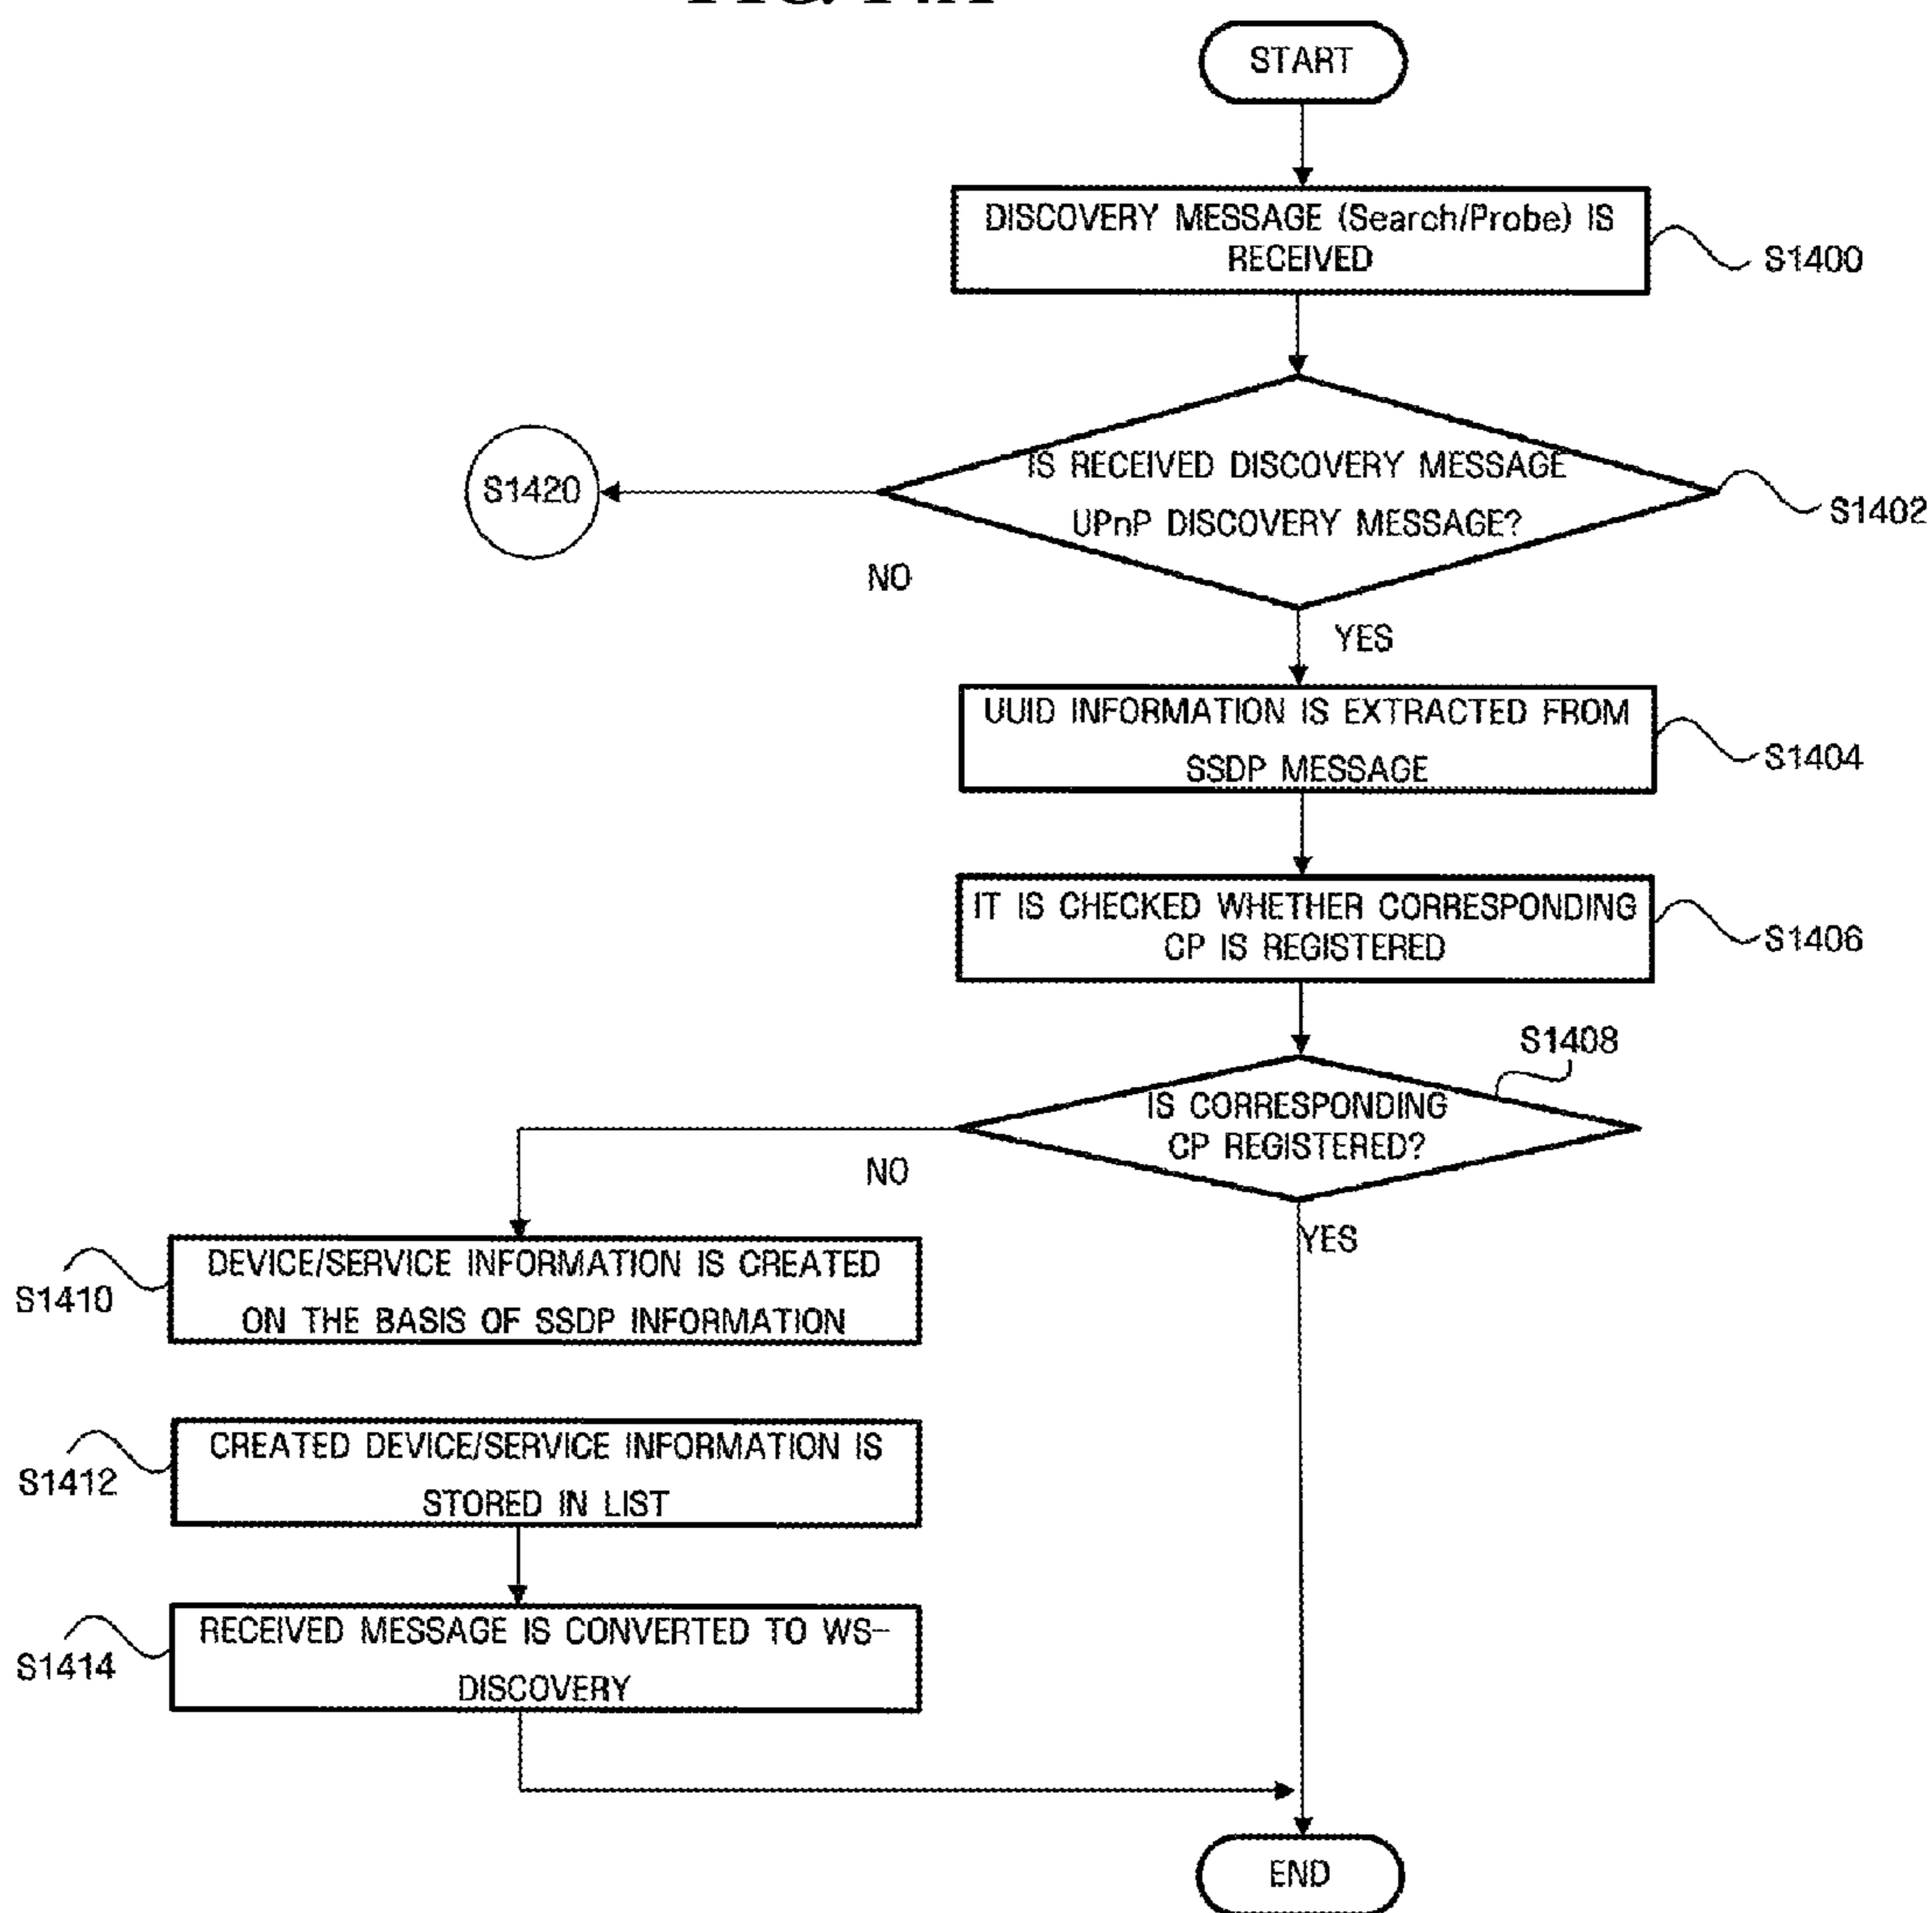 START
DISCOVERY MESSAGE (Search/Probe) IS
RECEIVED
S1400
IS RECEIVED DISCOVERY MESSAGE
UPnP DISCOVERY MESSAGE?
S1402
S1420
NO
YES
UUID INFORMATION IS EXTRACTED FROM
SSDP MESSAGE
S1404
IT IS CHECKED WHETHER CORRESPONDING
CP IS REGISTERED
S1406
S1408
IS CORRESPONDING
CP REGISTERED?
NO
YES
DEVICE/SERVICE INFORMATION IS CREATED
ON THE BASIS OF SSDP INFORMATION
S1410
CREATED DEVICE/SERVICE INFORMATION IS
STORED IN LIST
S1412
RECEIVED MESSAGE IS CONVERTED TO WS-
DISCOVERY
S1414
END